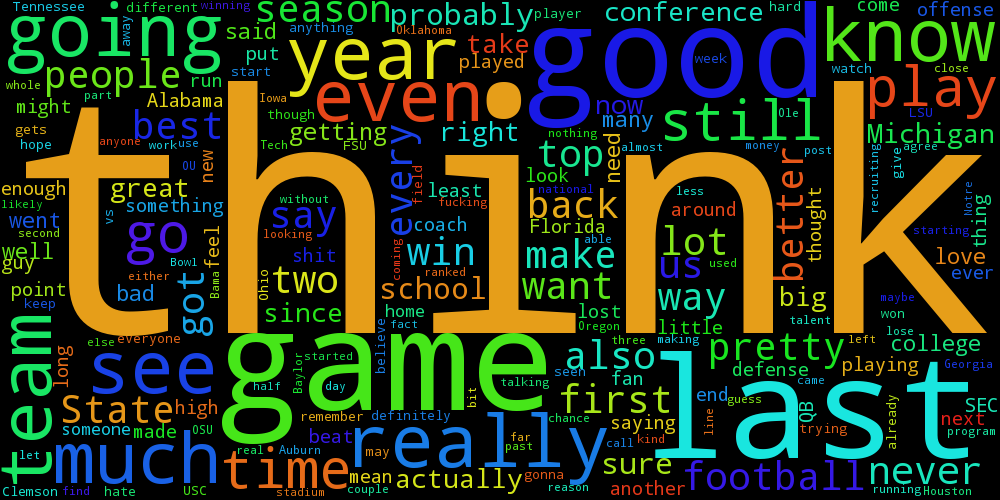 Tennessee
different
winning
season
probably
player
conference
hard
come
offense
going
away
said
anything
Oklahoma
take
good
know
put
year
played
week
whole
people
run
start
even
now
play
watch
close
part
might
Alabama
though
Iowa
many
still
Ole
LSU
gets
hope
anyone
best
work
use
Tech
getting
FSU
right
nothing
top
need
almost
money
post
Michigan
agree
think
OU
new
every
field
look
better
recruiting
give
national
less
thought
Notre
enough
likely
great
vs
something
without
least
fucking
back
around
starting
thing
went
second
go
feel
say
looking
coach
Florida
able
lot
well
guy
Bowl
shit
coming
win
make
us
used
love
ever
point
either
Bama
Ohio
two
ranked
school
want
way
big
maybe
keep
bad
got
since
home
lost
talent
won
fact
Oregon
little
lose
team
else
everyone
believe
game
three
making
pretty
left
college
long
see
Baylor
started
also
seen
defense
came
playing
Georgia
half
day
talking
bit
first
fan
end
guess
last
State
high
remember
definitely
chance
saying
line
QB
SEC
someone
made
OSU
beat
really
call
kind
trying
already
next
program
let
much
real
Auburn
time
may
far
past
sure
never
Clemson
find
hate
USC
stadium
mean
couple
actually
gonna
reason
another
football
running
Houston